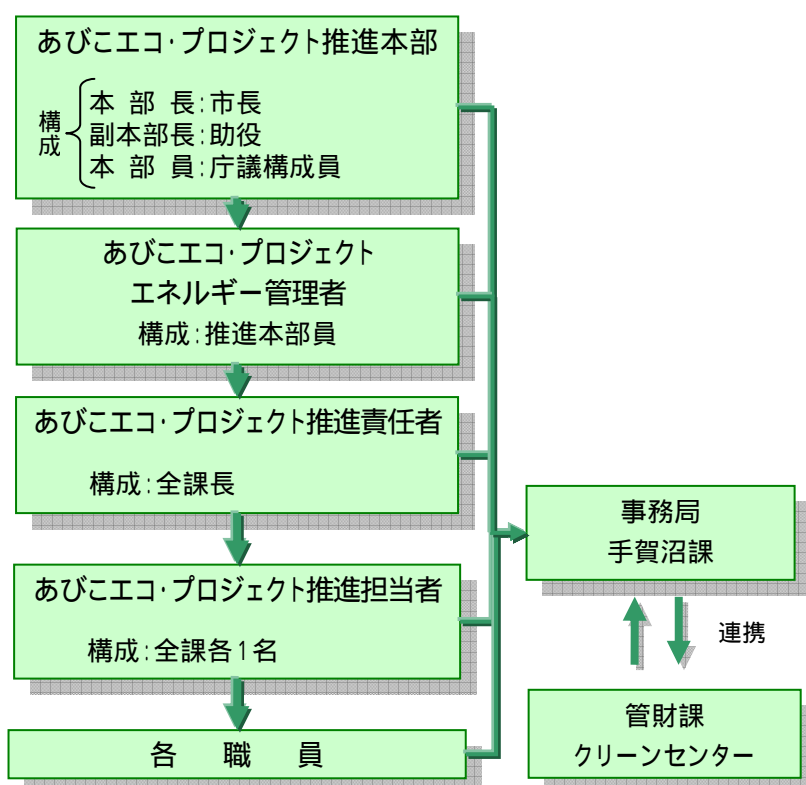 あびこエコ・プロジェクト推進本部
構成
本 部 長：市長
副本部長：助役
本 部 員：庁議構成員
あびこエコ・プロジェクト
エネルギー管理者
構成：推進本部員
あびこエコ・プロジェクト推進責任者
構成：全課長
あびこエコ・プロジェクト推進担当者
構成：全課各1名
各 職 員
事務局
手賀沼課
連携
管財課
クリーンセンター